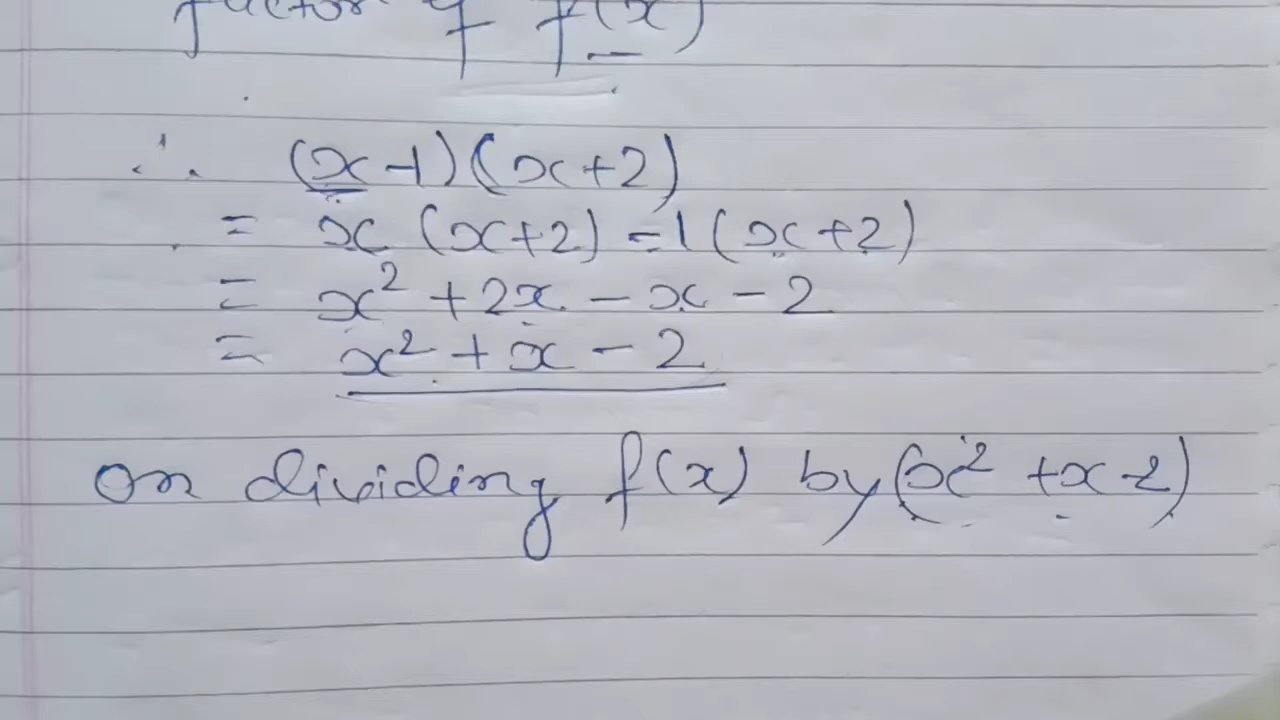 factor of f(x)
∴ (x-1)(x+2)
= x(x+2)-1(x+2)
= x²+2x-x-2
= x²+x-2
on dividing f(x) by (x²+x-2)